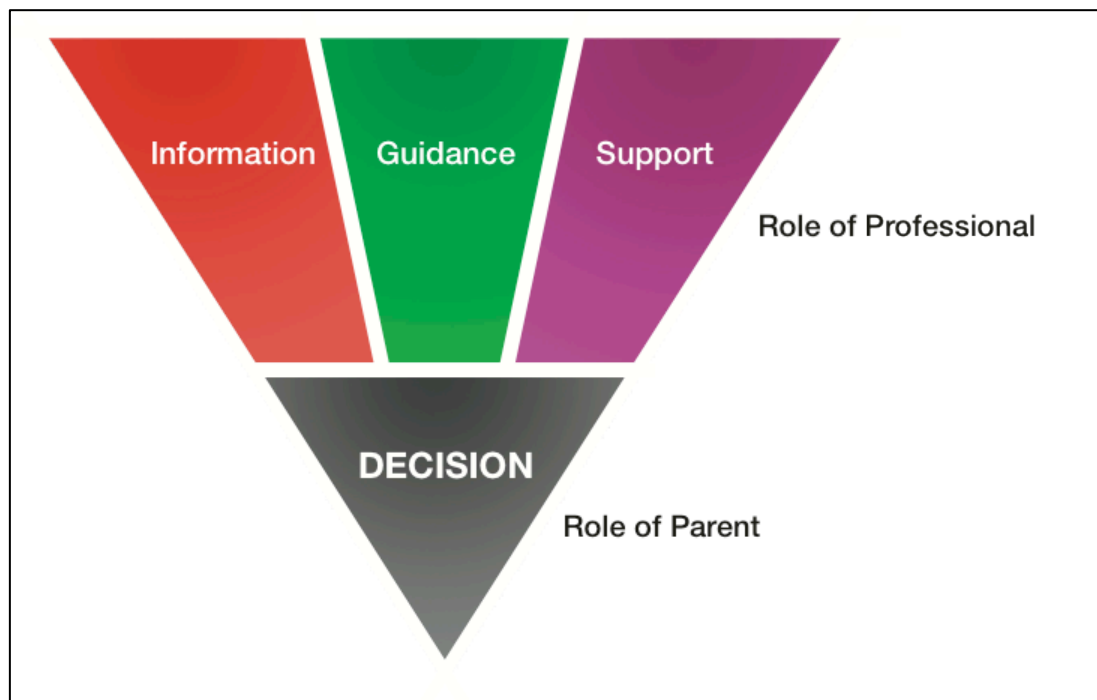 Information
Guidance
Support
Role of Professional
DECISION
Role of Parent